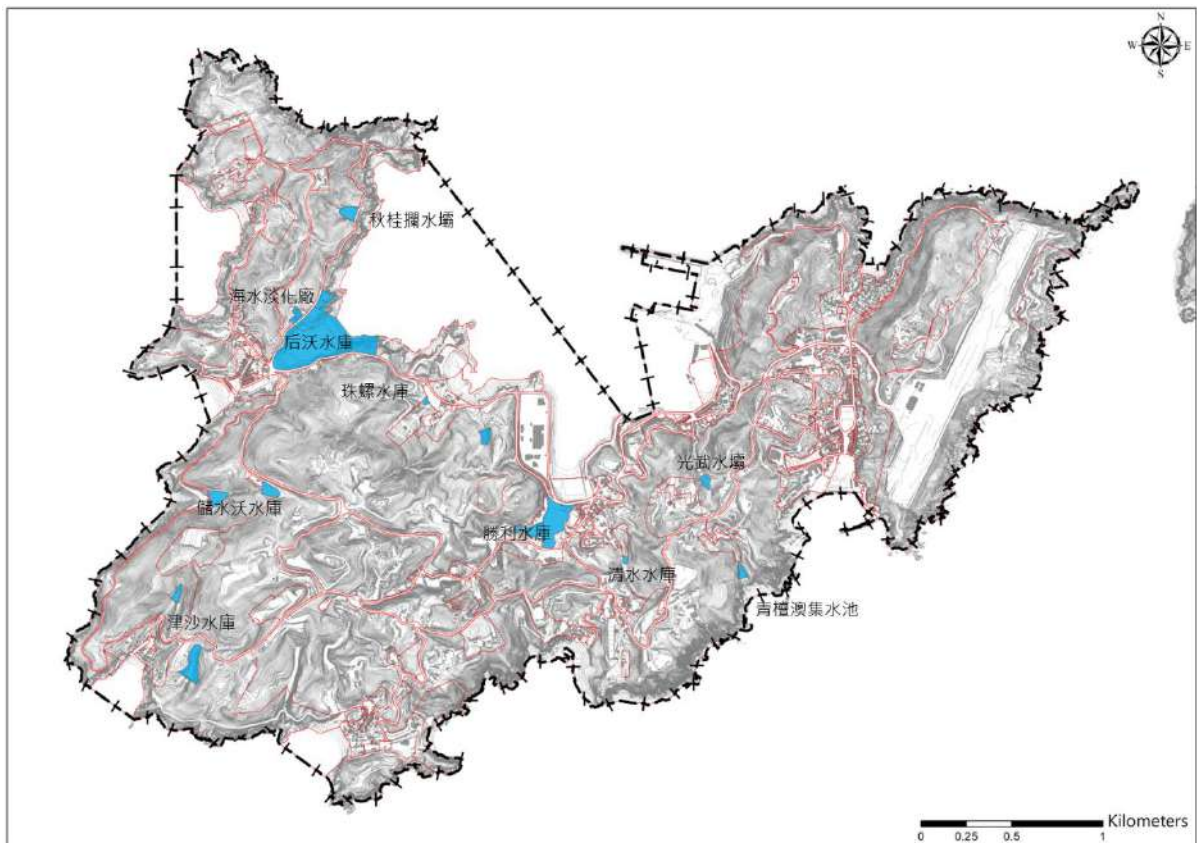 N
W E
S
秋桂攔水壩
海水淡化廠
后沃水庫
珠螺水庫
光武水壩
儲水沃水庫
勝利水庫
清水水庫
青檀澳集水池
津沙水庫
Kilometers
0 0.25 0.5 1